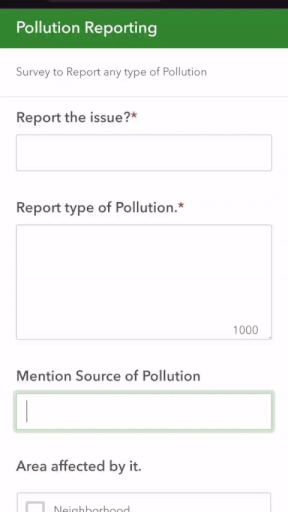 Pollution Reporting
Survey to Report any type of Pollution
Report the issue?*
Report type of Pollution.*
1000
Mention Source of Pollution
Area affected by it.
Neighborhood